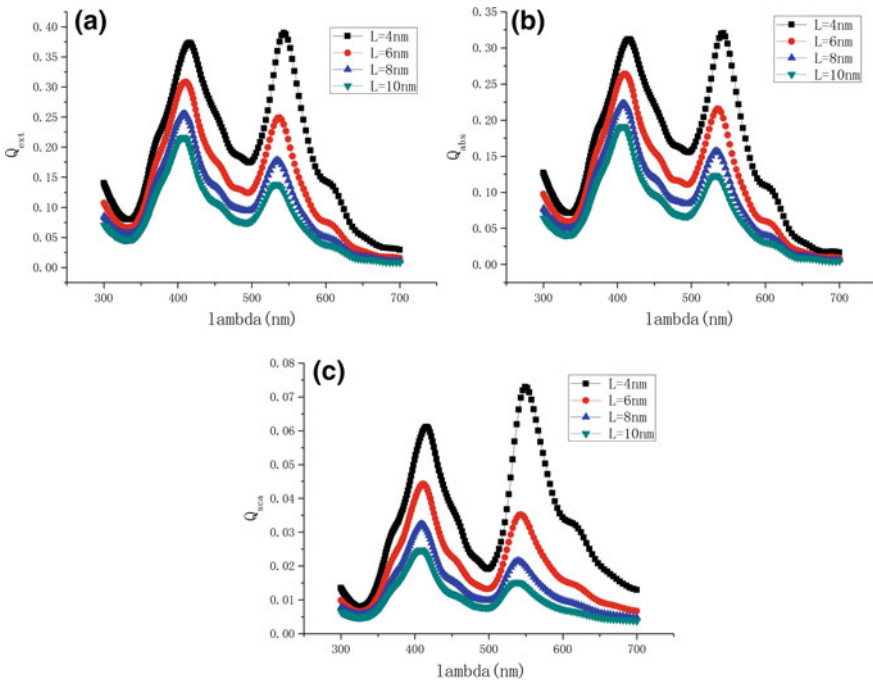 (a)
L=4nm
L=6nm
L=8nm
L=10nm
0.40
0.35
0.30
0.25
0.20
0.15
0.10
0.05
0.00
Qext
300
400
500
600
700
lambda(nm)
(b)
L=4nm
L=6nm
L=8nm
L=10nm
0.35
0.30
0.25
0.20
0.15
0.10
0.05
0.00
Qabs
300
400
500
600
700
lambda(nm)
(c)
L=4nm
L=6nm
L=8nm
L=10nm
0.08
0.07
0.06
0.05
0.04
0.03
0.02
0.01
0.00
Qsca
300
400
500
600
700
lambda(nm)